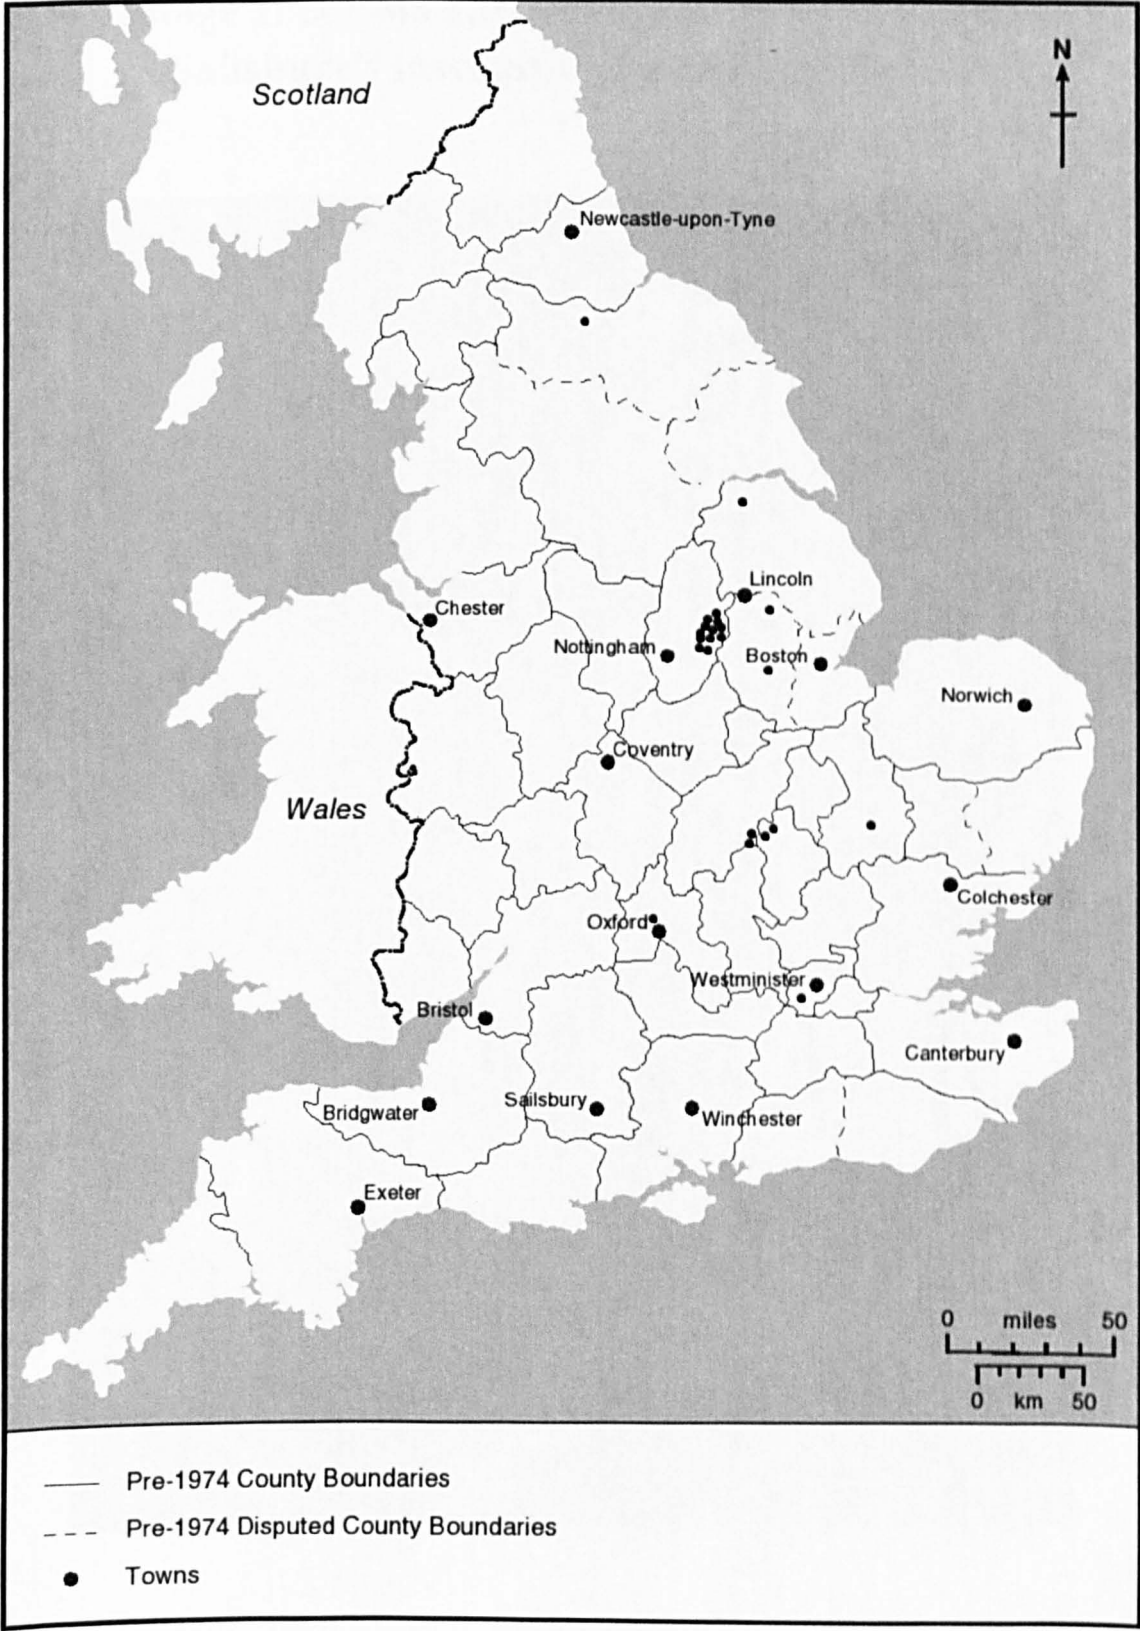 N
Scotland
Newcastle-upon-Tyne
Lincoln
Chester
Nottingham
Boston
Norwich
Coventry
Wales
Colchester
Oxford
Westminister
Bristol
Canterbury
Bridgwater
Sailsbury
Winchester
Exeter
0 miles 50
0 km 50
Pre-1974 County Boundaries
Pre-1974 Disputed County Boundaries
Towns